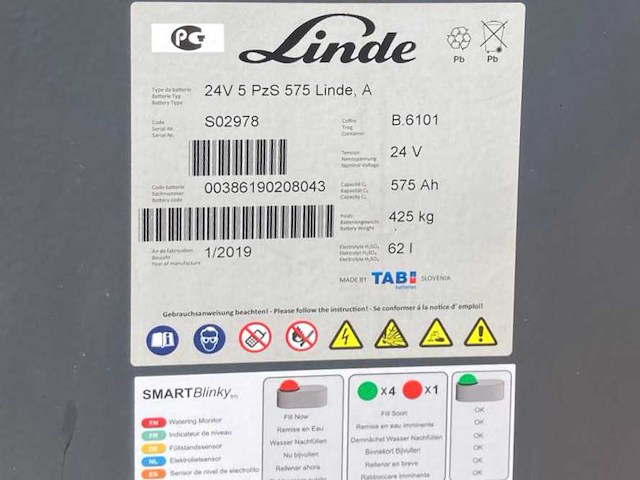 PG
Linde
Pb Pb
Type de batterie
Batterie Typ
Battery Type
24V 5 PzS 575 Linde, A
Code
Serial Nr.
Serial Nr.
S02978
Coffre
Trog
Container
B.6101
Tension
Nennspannung
Nominal Voltage
24 V
Code batterie
Sachnummer
Battery code
00386190208043
Capacité C₅
Kapazität C₅
Capacity C₅
575 Ah
Poids
Batteriengewicht
Battery Weight
425 kg
An de fabrication
Baujahr
Year of manufacture
1/2019
Electrolyte H₂SO₄
Elektrolyt H₂SO₄
Electrolyte H₂SO₄
62 l
MADE BY TAB batteries SLOVENIA
Gebrauchsanweisung beachten! - Please follow the instruction! - Se conformer á la notice d' emploi!
SMARTBlinky
x4 x1
EN Watering Monitor
FR Indicateur de niveau
DE Füllstandsensor
NL Elektrolietsensor
ES Sensor de nivel de electrolito
Fill Now
Remise en Eau
Wasser Nachfüllen
Nu bijvullen
Rellenar ahora
Fill Soon
Remise en eau imminente
Demnächst Wasser Nachfüllen
Binnekort Bijvullen
Rellenar en breve
Rabboccare imminente
OK
OK
OK
OK
OK
OK